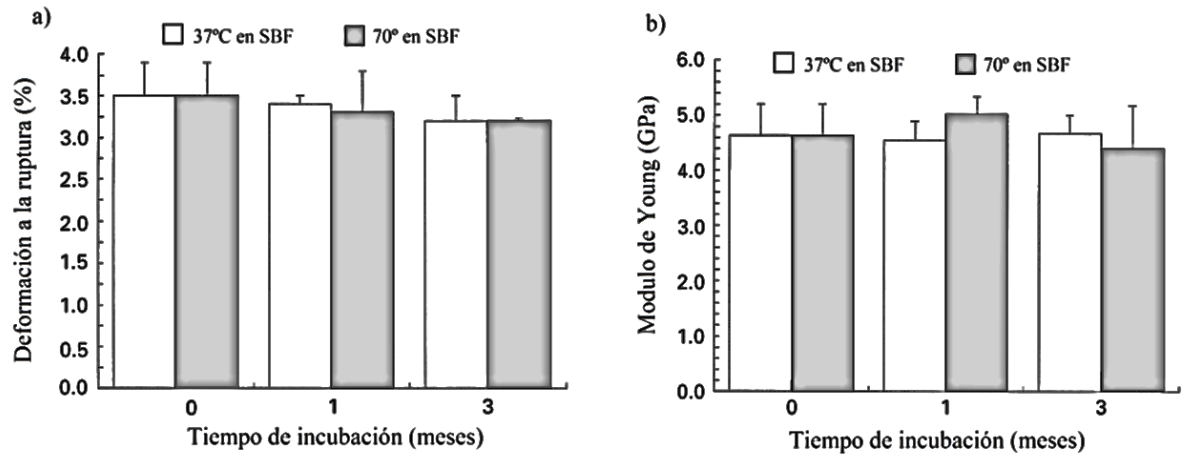 a)
37ºC en SBF
70º en SBF
Deformación a la ruptura (%)
4.0
3.5
3.0
2.5
2.0
1.5
1.0
0.5
0.0
0
1
3
Tiempo de incubación (meses)
b)
37ºC en SBF
70º en SBF
Modulo de Young (GPa)
6.0
5.0
4.0
2.0
2.0
1.0
0.0
0
1
3
Tiempo de incubación (meses)